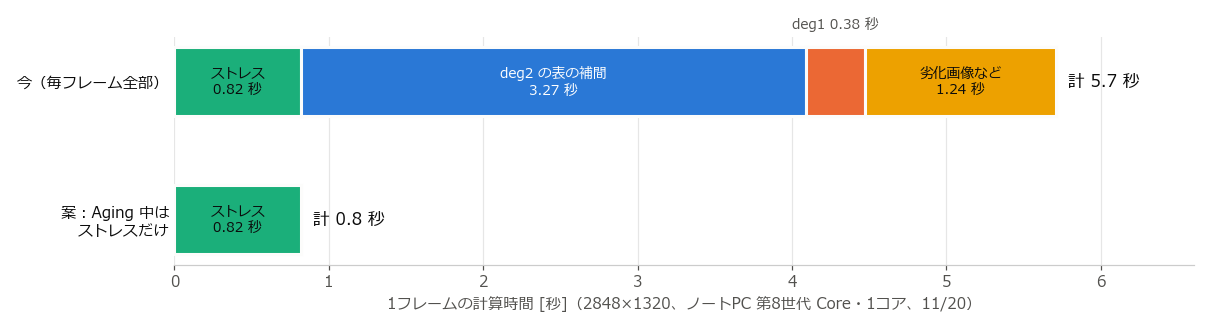 deg1 0.38 秒
今（毎フレーム全部）
ストレス
0.82 秒
deg2 の表の補間
3.27 秒
劣化画像など
1.24 秒
計 5.7 秒
案：Aging 中は
ストレスだけ
ストレス
0.82 秒
計 0.8 秒
0 1 2 3 4 5 6
1フレームの計算時間 [秒]（2848×1320、ノートPC 第8世代 Core・1コア、11/20）